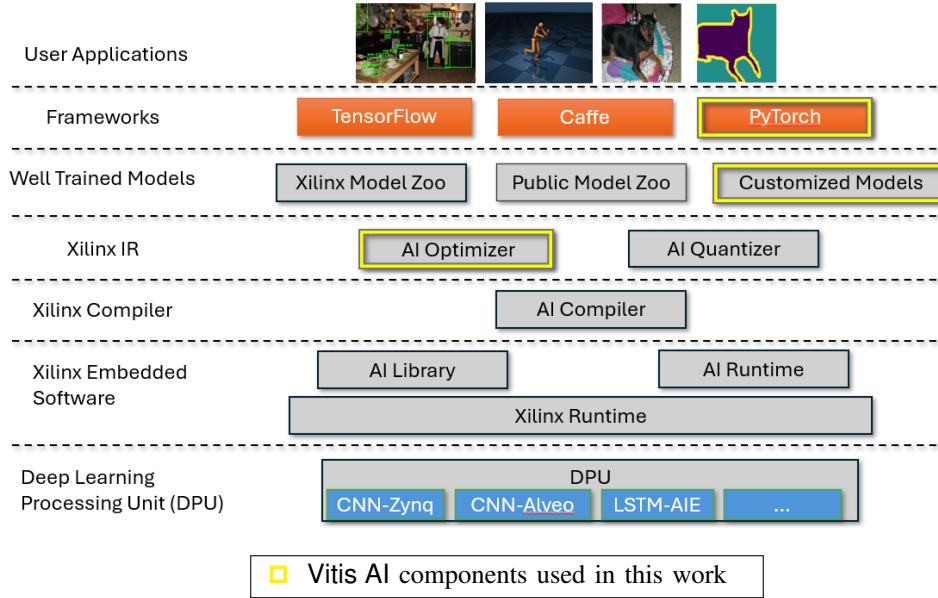 User Applications
Frameworks
TensorFlow
Caffe
PyTorch
Well Trained Models
Xilinx Model Zoo
Public Model Zoo
Customized Models
Xilinx IR
AI Optimizer
AI Quantizer
Xilinx Compiler
AI Compiler
Xilinx Embedded
Software
AI Library
AI Runtime
Xilinx Runtime
Deep Learning
Processing Unit (DPU)
DPU
CNN-Zynq
CNN-Alveo
LSTM-AIE
...
Vitis AI components used in this work